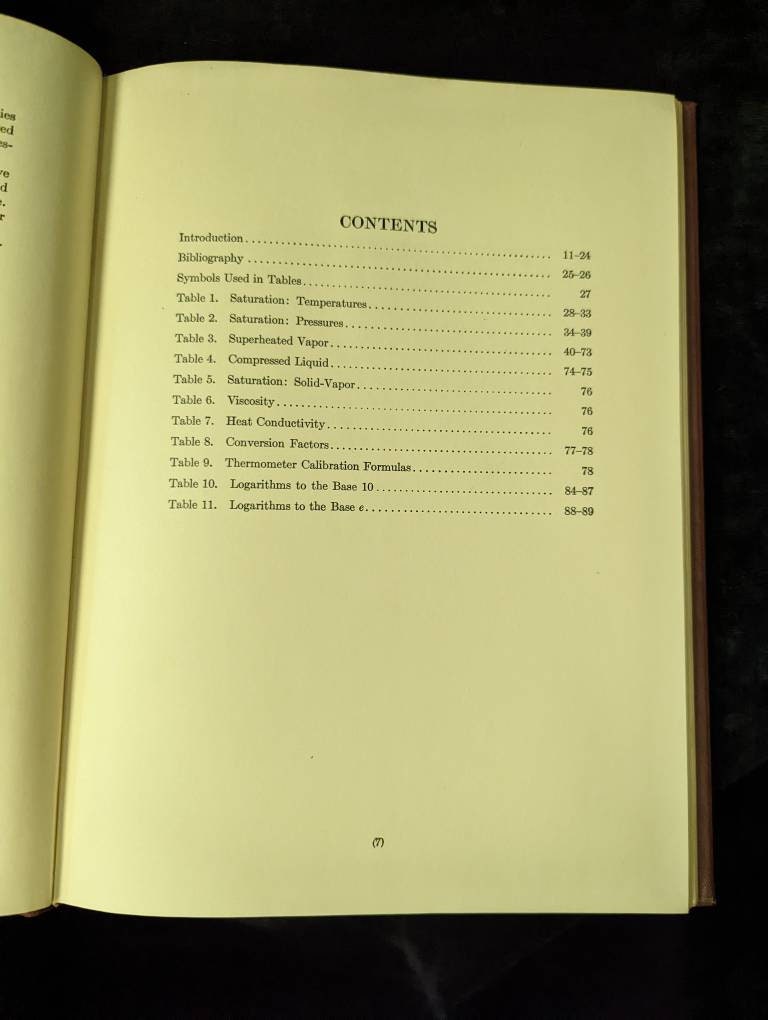 ies
ed
es-
ve
d
e.
r
.
CONTENTS
Introduction.................................................. 11–24
Bibliography .................................................. 25–26
Symbols Used in Tables.......................................... 27
Table 1. Saturation: Temperatures............................... 28–33
Table 2. Saturation: Pressures................................... 34–39
Table 3. Superheated Vapor..................................... 40–73
Table 4. Compressed Liquid..................................... 74–75
Table 5. Saturation: Solid-Vapor................................. 76
Table 6. Viscosity.............................................. 76
Table 7. Heat Conductivity...................................... 76
Table 8. Conversion Factors..................................... 77–78
Table 9. Thermometer Calibration Formulas....................... 78
Table 10. Logarithms to the Base 10............................. 84–87
Table 11. Logarithms to the Base e............................... 88–89
(7)